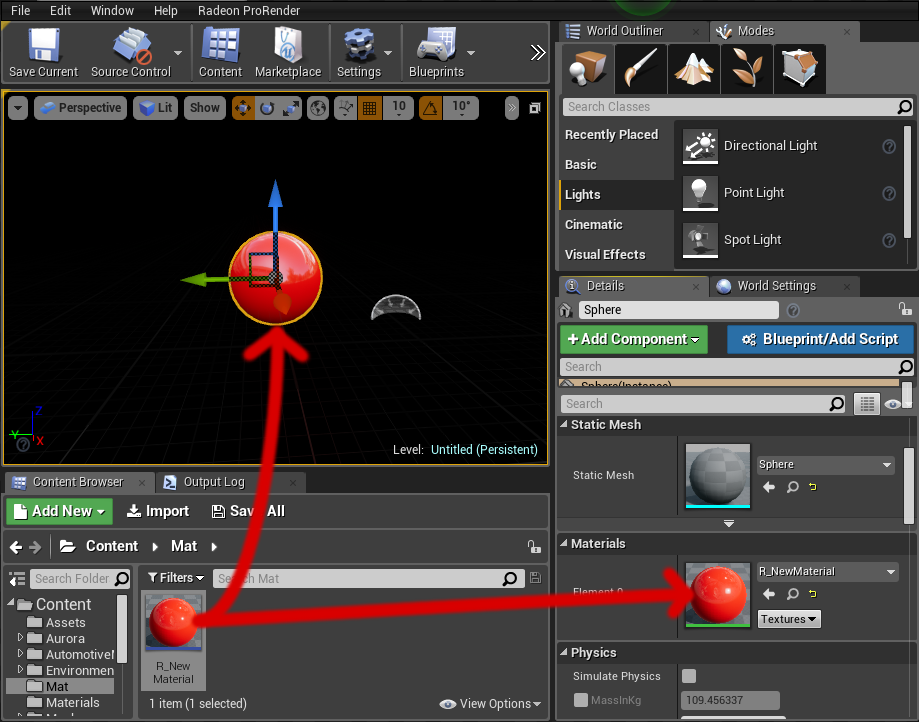 File Edit Window Help Radeon ProRender
Save Current Source Control Content Marketplace Settings Blueprints
Perspective Lit Show 10 10°
Level: Untitled (Persistent)
Z
Y
X
World Outliner Modes
Search Classes
Recently Placed
Basic
Lights
Cinematic
Visual Effects
Directional Light
Point Light
Spot Light
Details World Settings
Sphere
Add Component Blueprint/Add Script
Search
Sphere(Instance)
Search
Static Mesh
Static Mesh Sphere
Materials
Element 0 R_NewMaterial
Textures
Physics
Simulate Physics
MassInKg 109.456337
Content Browser Output Log
Add New Import Save All
Content Mat
Search Folder
Content
Assets
Aurora
AutomotiveM
Environmen
Mat
Materials
Filters Search Mat
R_New
Material
1 item (1 selected) View Options